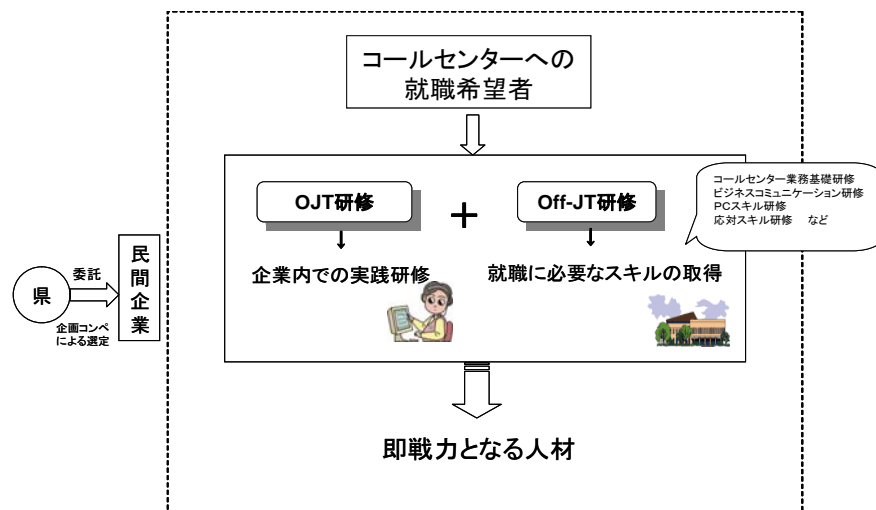 コールセンターへの
就職希望者
OJT研修
+
Off-JT研修
コールセンター業務基礎研修
ビジネスコミュニケーション研修
PCスキル研修
応対スキル研修　など
企業内での実践研修
就職に必要なスキルの取得
県
委託
企画コンペ
による選定
民間企業
即戦力となる人材